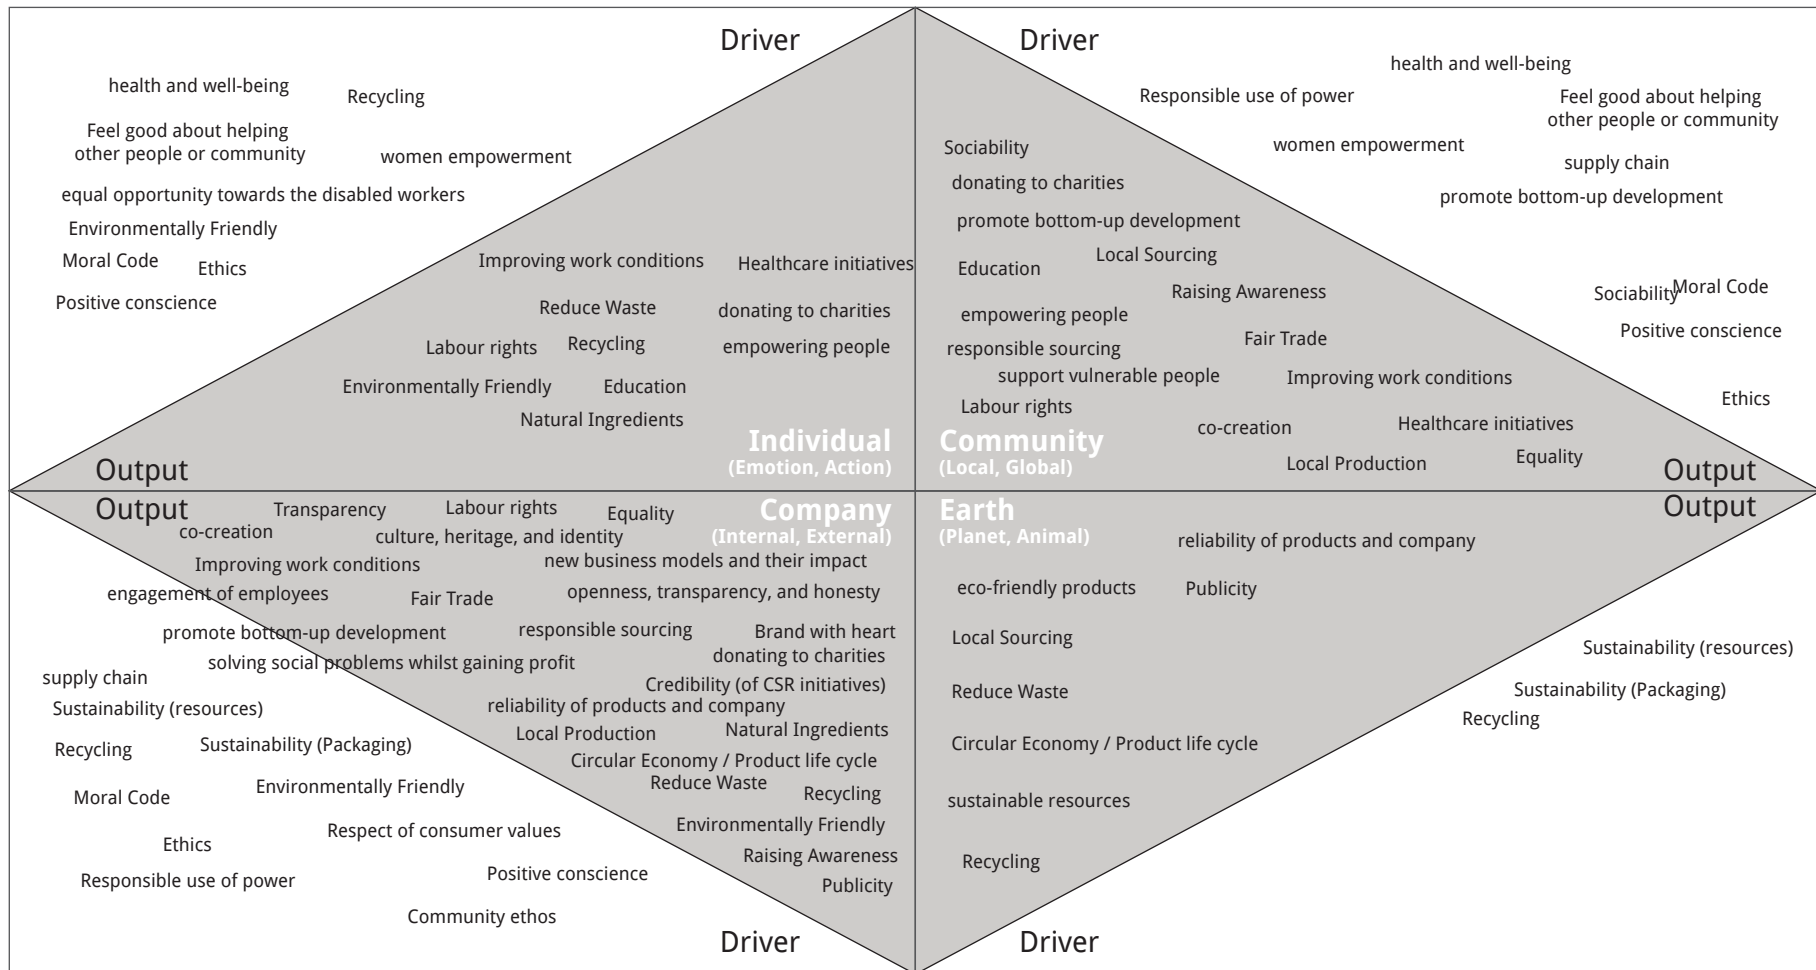 Driver
health and well-being
Recycling
Feel good about helping
other people or community
women empowerment
equal opportunity towards the disabled workers
Environmentally Friendly
Moral Code
Ethics
Positive conscience
Improving work conditions
Healthcare initiatives
Reduce Waste
donating to charities
Labour rights
Recycling
empowering people
Environmentally Friendly
Education
Natural Ingredients
Individual
(Emotion, Action)
Output
Driver
health and well-being
Responsible use of power
Feel good about helping
other people or community
women empowerment
supply chain
promote bottom-up development
Sociability
donating to charities
promote bottom-up development
Local Sourcing
Education
Raising Awareness
Sociability
Moral Code
empowering people
Positive conscience
Fair Trade
responsible sourcing
support vulnerable people
Improving work conditions
Labour rights
Ethics
co-creation
Healthcare initiatives
Community
(Local, Global)
Local Production
Equality
Output
Output
Transparency
Labour rights
Equality
Company
(Internal, External)
co-creation
culture, heritage, and identity
Improving work conditions
new business models and their impact
engagement of employees
Fair Trade
openness, transparency, and honesty
promote bottom-up development
responsible sourcing
Brand with heart
solving social problems whilst gaining profit
donating to charities
supply chain
Credibility (of CSR initiatives)
Sustainability (resources)
reliability of products and company
Local Production
Natural Ingredients
Recycling
Sustainability (Packaging)
Circular Economy / Product life cycle
Reduce Waste
Environmentally Friendly
Recycling
Moral Code
Environmentally Friendly
Respect of consumer values
Ethics
Raising Awareness
Responsible use of power
Positive conscience
Publicity
Community ethos
Driver
Earth
(Planet, Animal)
Output
reliability of products and company
eco-friendly products
Publicity
Local Sourcing
Sustainability (resources)
Reduce Waste
Sustainability (Packaging)
Recycling
Circular Economy / Product life cycle
sustainable resources
Recycling
Driver